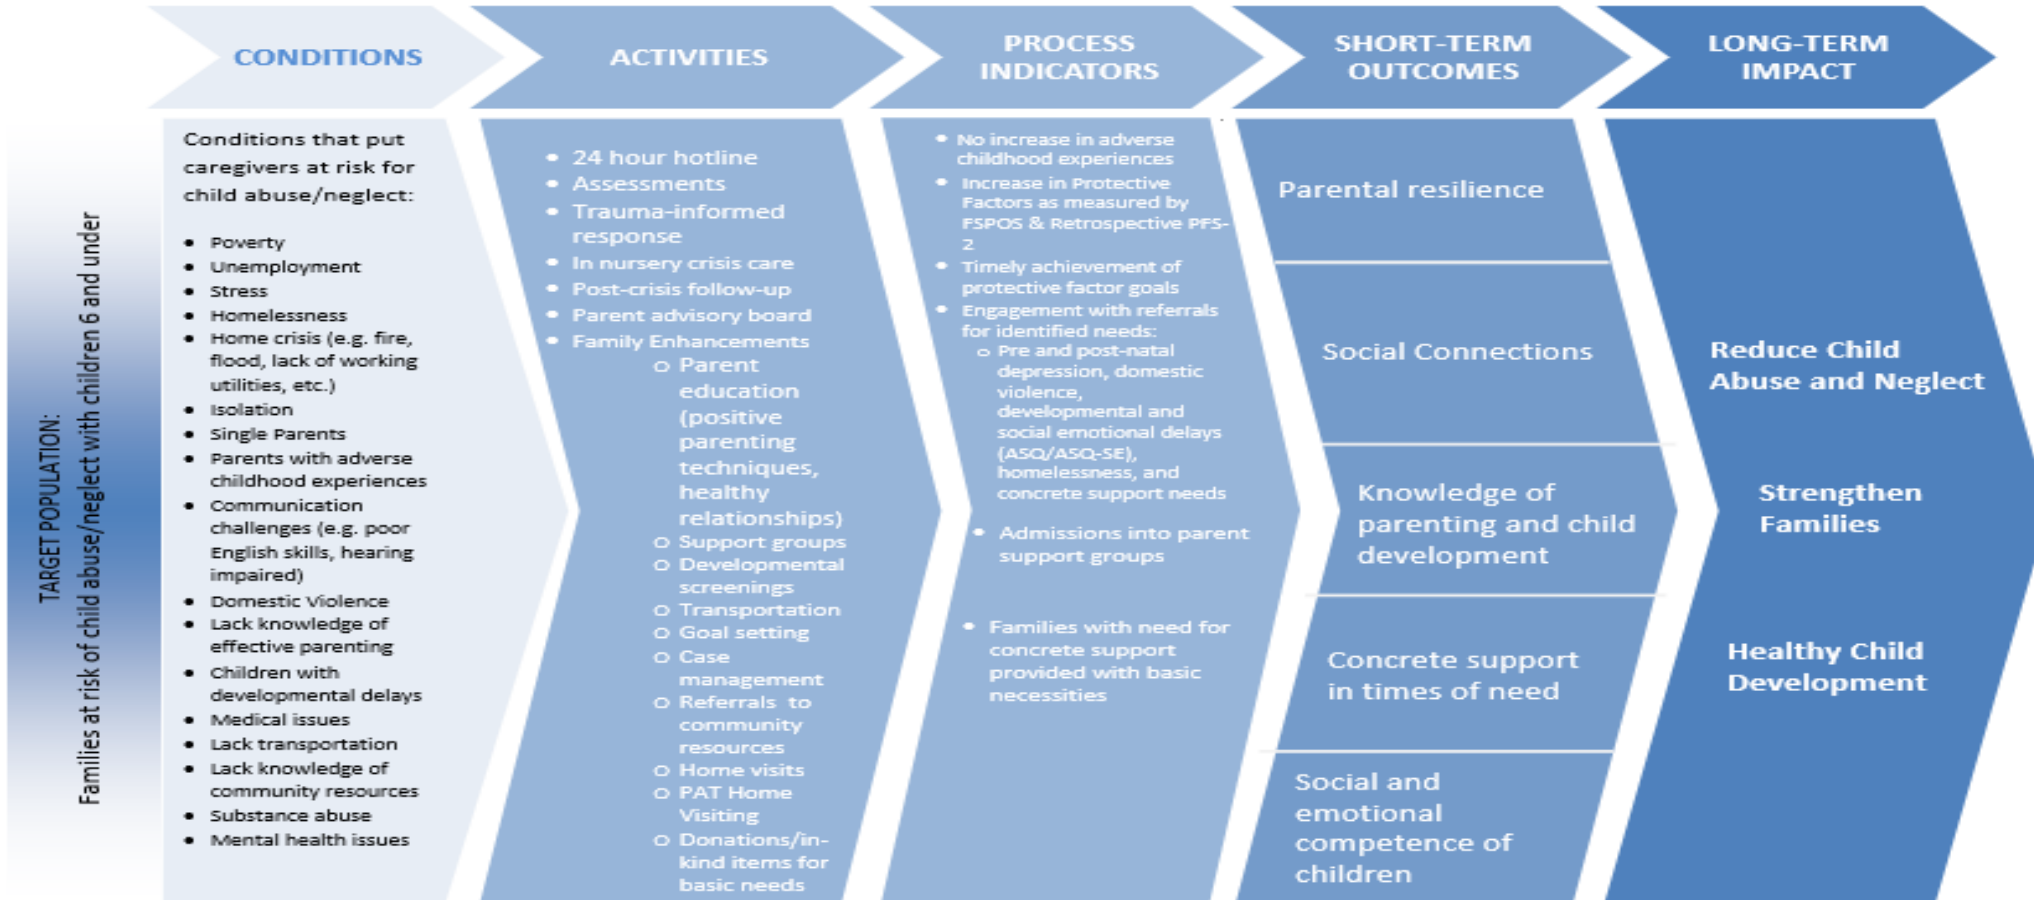 CONDITIONS
ACTIVITIES
PROCESS
INDICATORS
SHORT-TERM
OUTCOMES
LONG-TERM
IMPACT
TARGET POPULATION:
Families at risk of child abuse/neglect with children 6 and under
Conditions that put
caregivers at risk for
child abuse/neglect:
• Poverty
• Unemployment
• Stress
• Homelessness
• Home crisis (e.g. fire,
flood, lack of working
utilities, etc.)
• Isolation
• Single Parents
• Parents with adverse
childhood experiences
• Communication
challenges (e.g. poor
English skills, hearing
impaired)
• Domestic Violence
• Lack knowledge of
effective parenting
• Children with
developmental delays
• Medical issues
• Lack transportation
• Lack knowledge of
community resources
• Substance abuse
• Mental health issues
• 24 hour hotline
• Assessments
• Trauma-informed
response
• In nursery crisis care
• Post-crisis follow-up
• Parent advisory board
• Family Enhancements
o Parent
education
(positive
parenting
techniques,
healthy
relationships)
o Support groups
o Developmental
screenings
o Transportation
o Goal setting
o Case
management
o Referrals to
community
resources
o Home visits
o PAT Home
Visiting
o Donations/in-
kind items for
basic needs
• No increase in adverse
childhood experiences
• Increase in Protective
Factors as measured by
FSPOS & Retrospective PFS-
2
• Timely achievement of
protective factor goals
• Engagement with referrals
for identified needs:
o Pre and post-natal
depression, domestic
violence,
developmental and
social emotional delays
(ASQ/ASQ-SE),
homelessness, and
concrete support needs
• Admissions into parent
support groups
• Families with need for
concrete support
provided with basic
necessities
Parental resilience
Social Connections
Knowledge of
parenting and child
development
Concrete support
in times of need
Social and
emotional
competence of
children
Reduce Child
Abuse and Neglect
Strengthen
Families
Healthy Child
Development